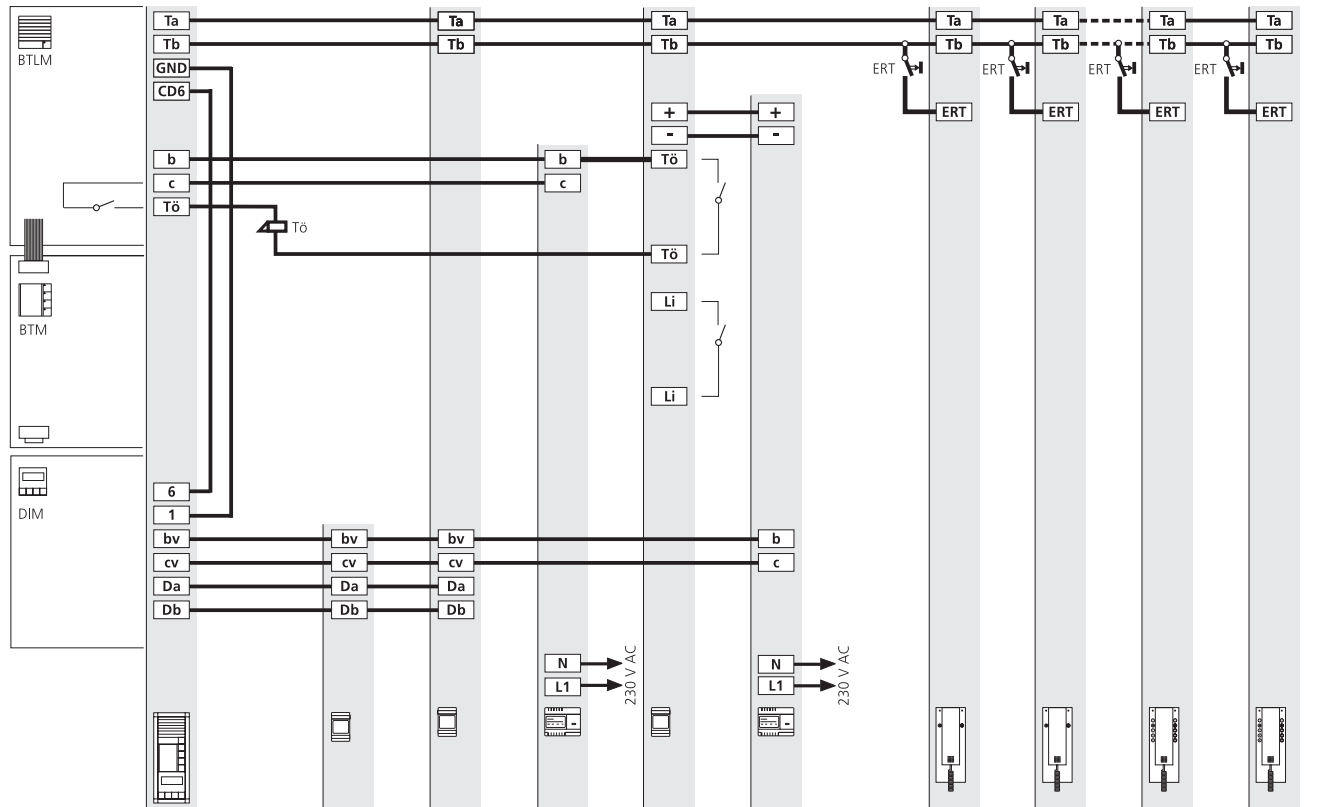 Ta Ta Ta Ta Ta Ta Ta
Tb Tb Tb Tb Tb Tb Tb
BTLM
GND
ERT ERT ERT ERT
CD6
+ + ERT ERT ERT ERT
- -
b b Tö
c c
Tö
Tö
Tö
Li
BTM
Li
6
DIM
1
bv bv bv b
cv cv cv c
Da Da Da
Db Db Db
N N
L1 L1
230 V AC
230 V AC